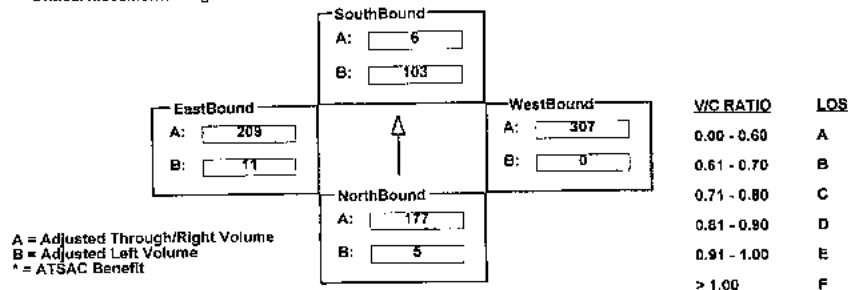 SouthBound
A: 6
B: 103
EastBound
A: 209
B: 11
WestBound
A: 307
B: 0
NorthBound
A: 177
B: 5
A = Adjusted Through/Right Volume
B = Adjusted Left Volume
* = ATSAC Benefit
V/C RATIO LOS
0.00 - 0.60 A
0.61 - 0.70 B
0.71 - 0.80 C
0.81 - 0.90 D
0.91 - 1.00 E
> 1.00 F